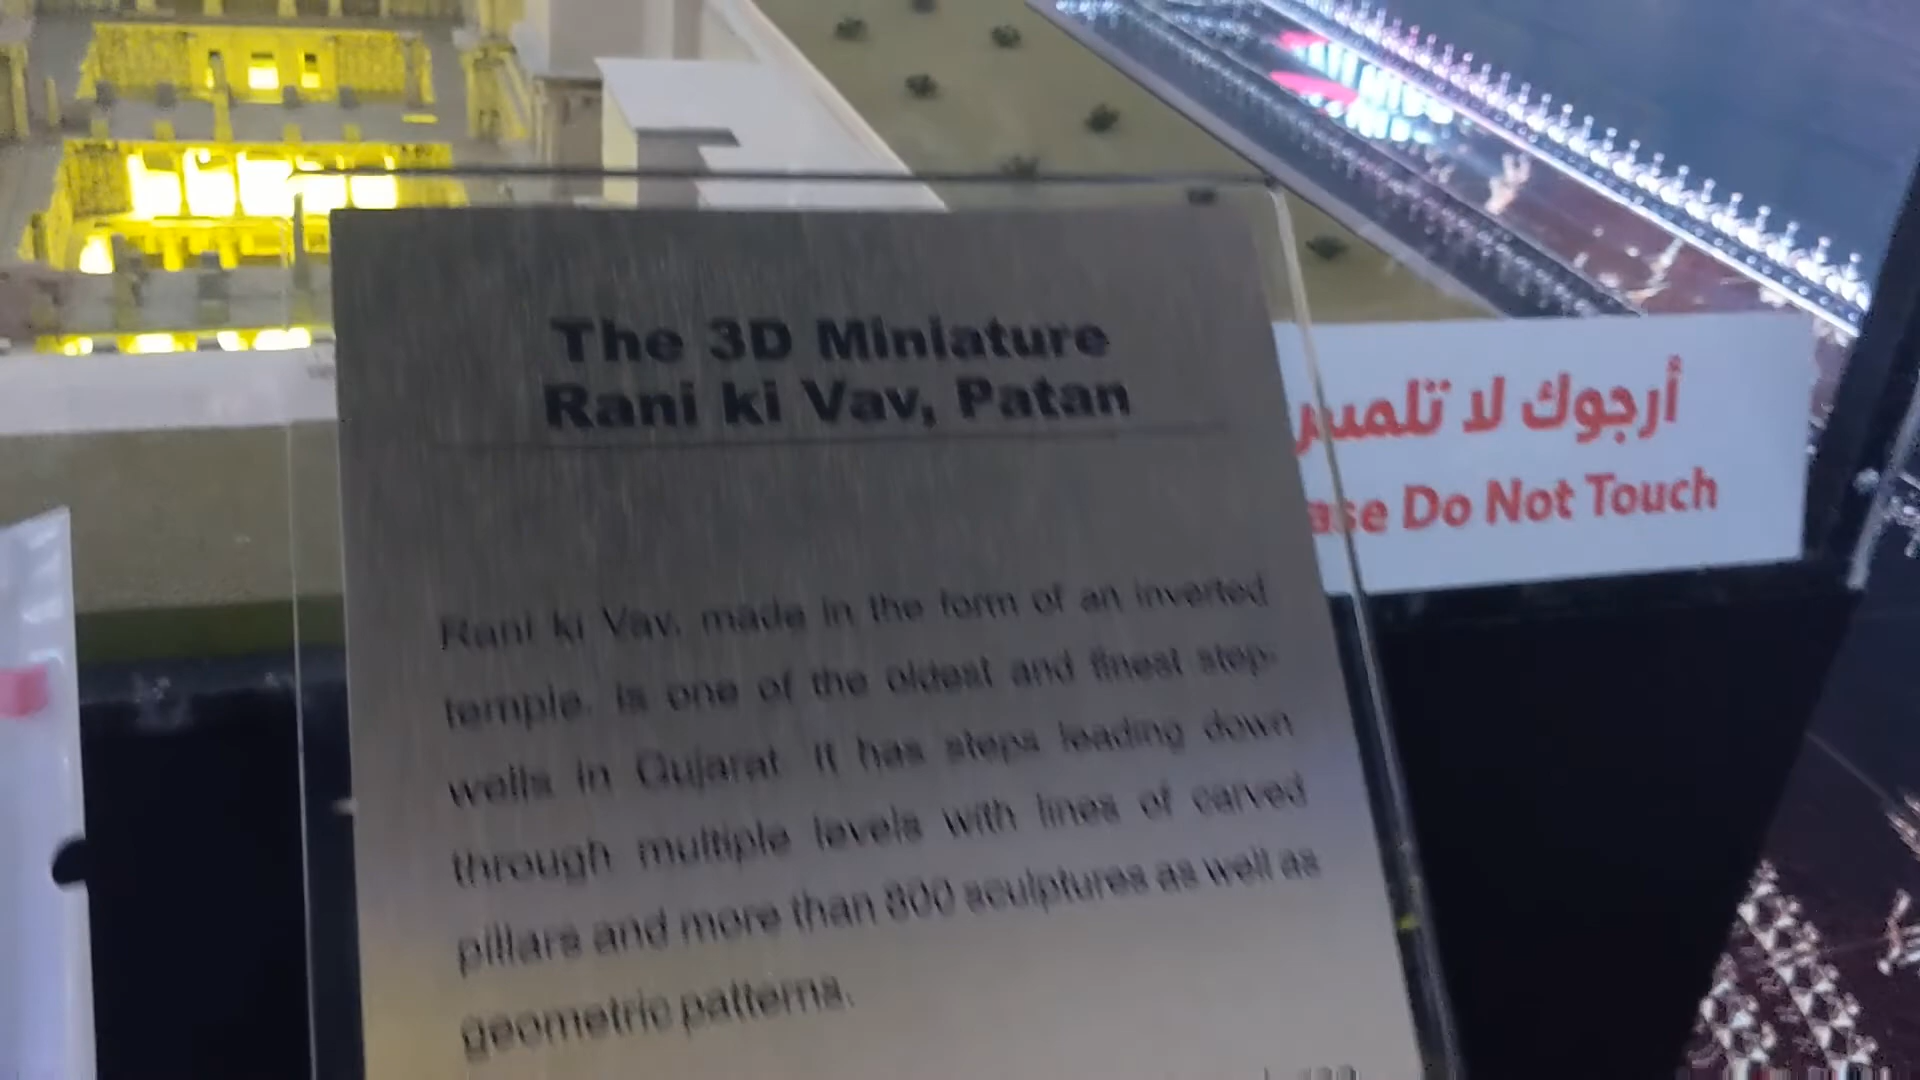 The 3D Miniature
Rani ki Vav, Patan
Rani ki Vav, made in the form of an inverted
temple, is one of the oldest and finest step-
wells in Gujarat. It has steps leading down
through multiple levels with lines of carved
pillars and more than 800 sculptures as well as
geometric patterns.
أرجوك لا تلمس
ase Do Not Touch